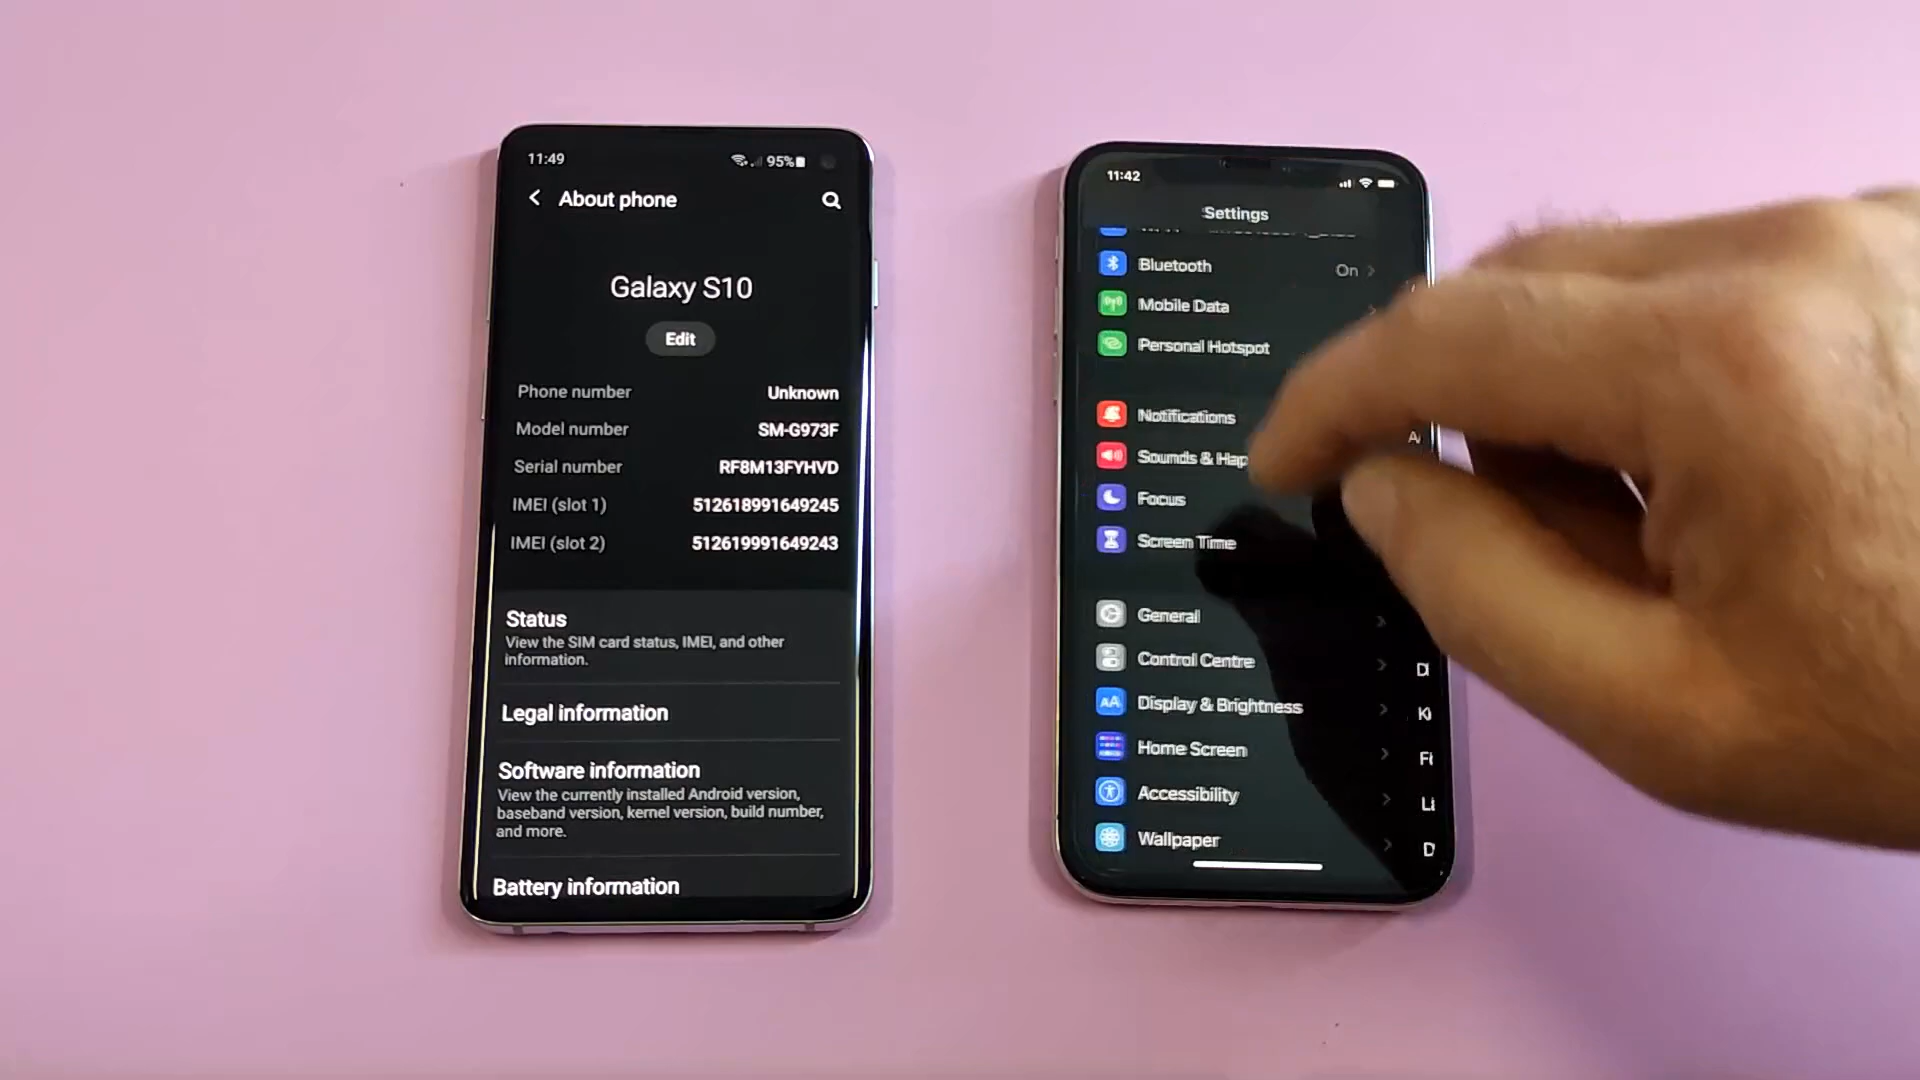 11:49
95%
About phone
Galaxy S10
Edit
Phone number Unknown
Model number SM-G973F
Serial number RF8M13FYHVD
IMEI (slot 1) 512618991649245
IMEI (slot 2) 512619991649243
Status
View the SIM card status, IMEI, and other
information.
Legal information
Software information
View the currently installed Android version,
baseband version, kernel version, build number,
and more.
Battery information
11:42
Settings
Bluetooth On
Mobile Data
Personal Hotspot
Notifications
Sounds & Hap
Focus
Screen Time
General
Control Centre
Display & Brightness
Home Screen
Accessibility
Wallpaper